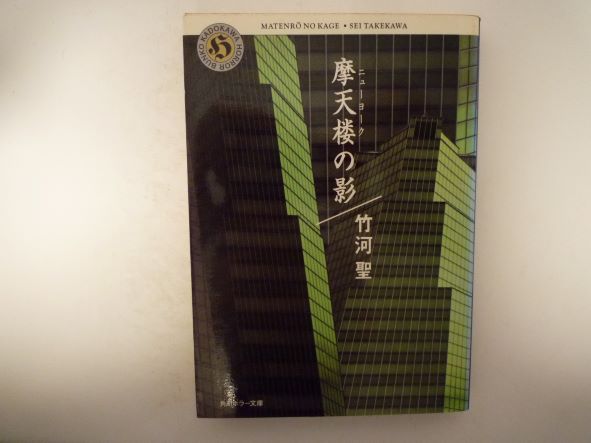 MATENRŌ NO KAGE • SEI TAKEKAWA
KADOKAWA HORROR BUNKO
H
ニューヨーク
摩天楼の影
竹河聖
角川ホラー文庫